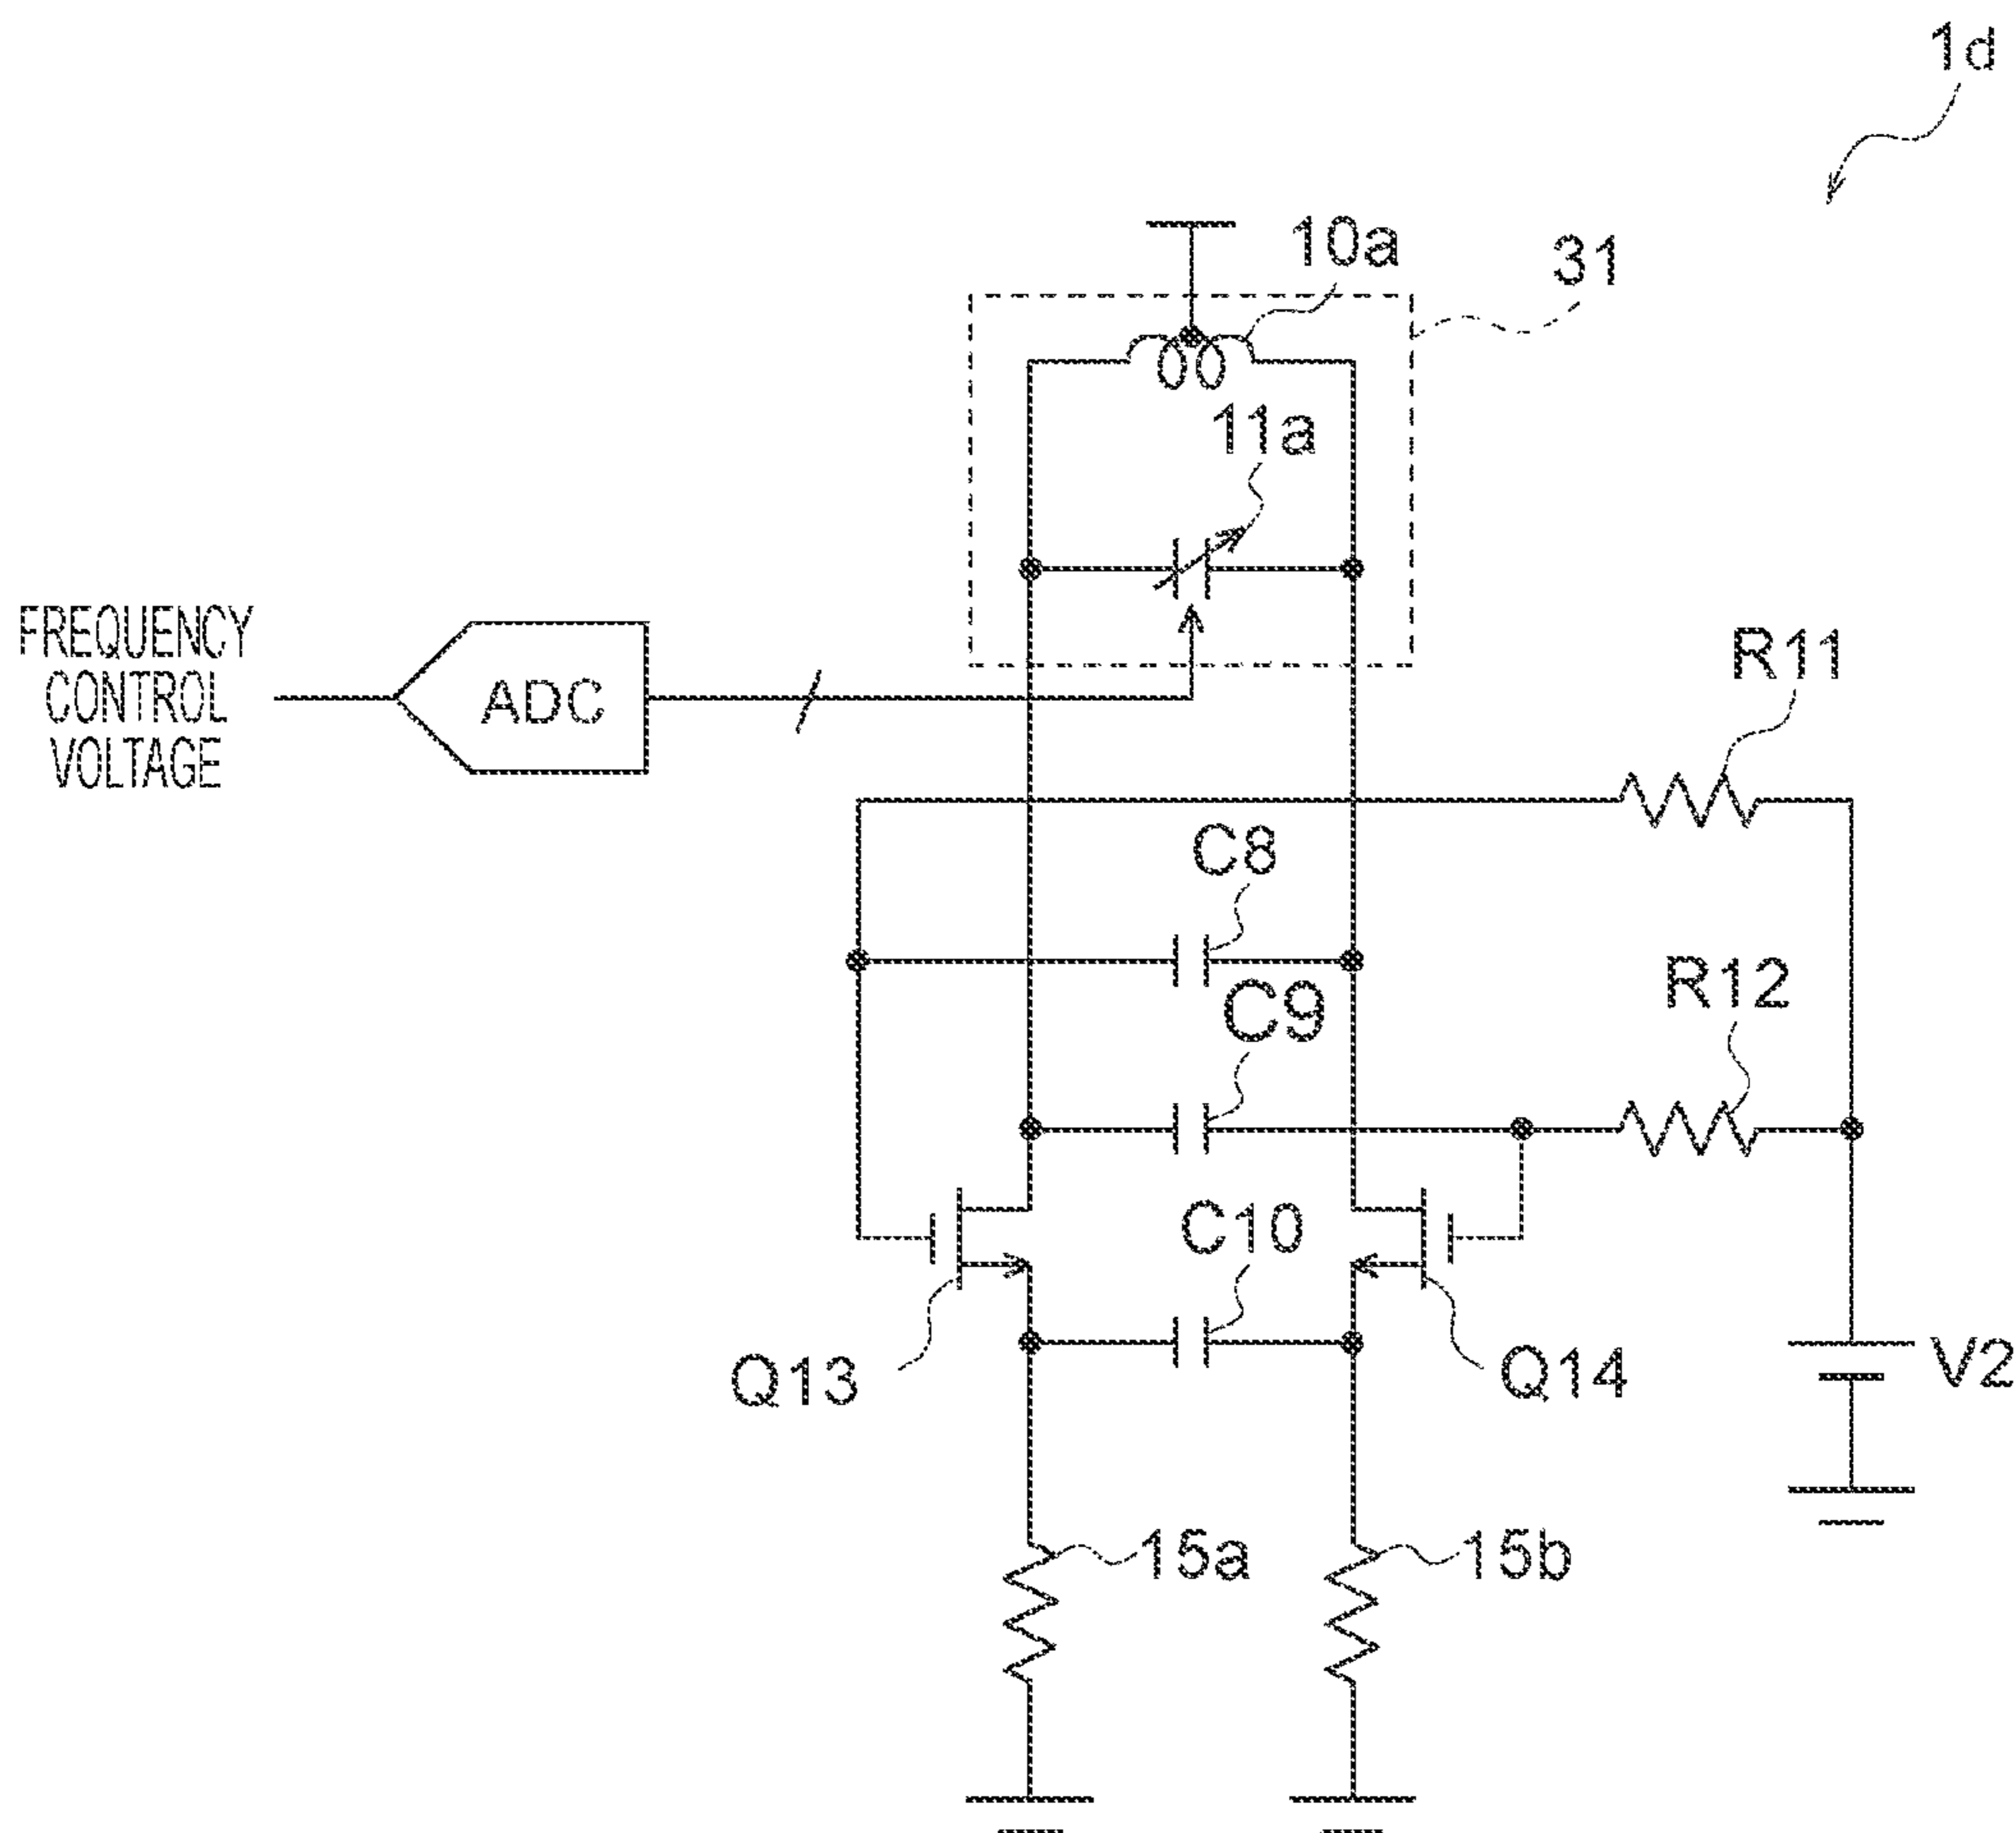 1d
10a
31
11a
FREQUENCY
CONTROL
VOLTAGE
ADC
R11
C8
C9
R12
C10
Q13
Q14
V2
15a
15b